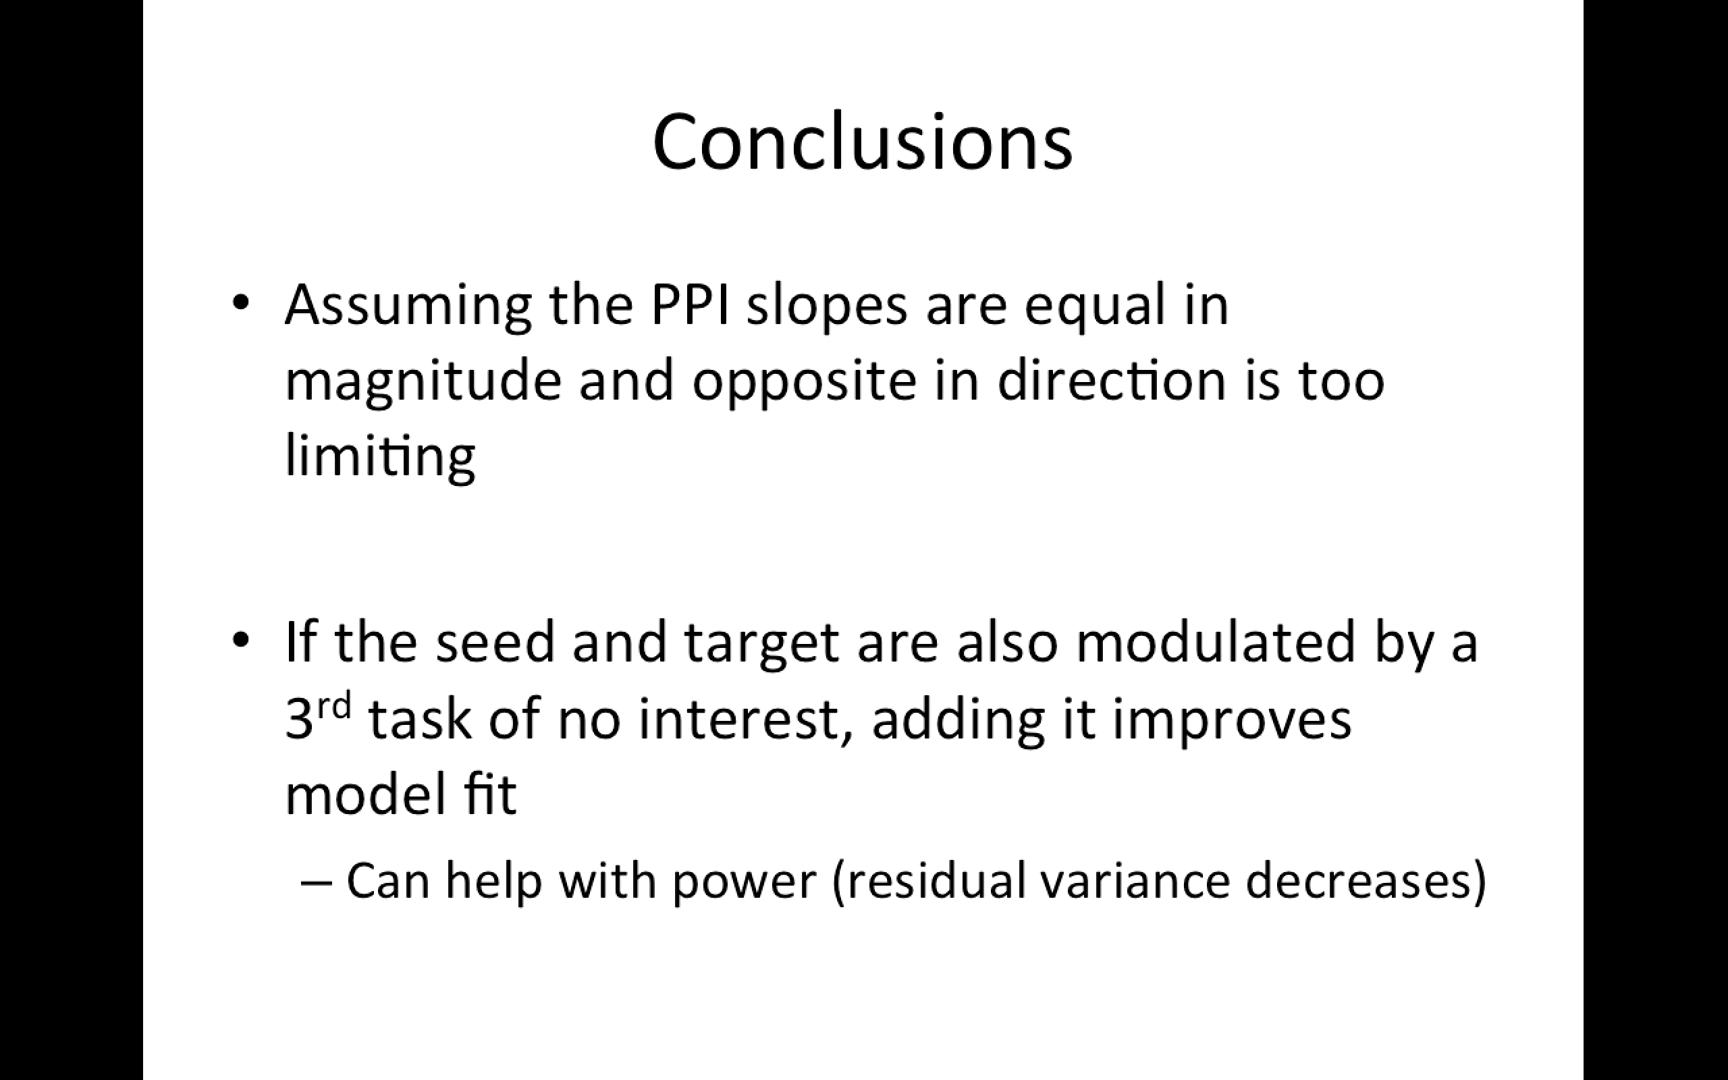 Conclusions
• Assuming the PPI slopes are equal in
magnitude and opposite in direction is too
limiting
• If the seed and target are also modulated by a
3rd task of no interest, adding it improves
model fit
– Can help with power (residual variance decreases)